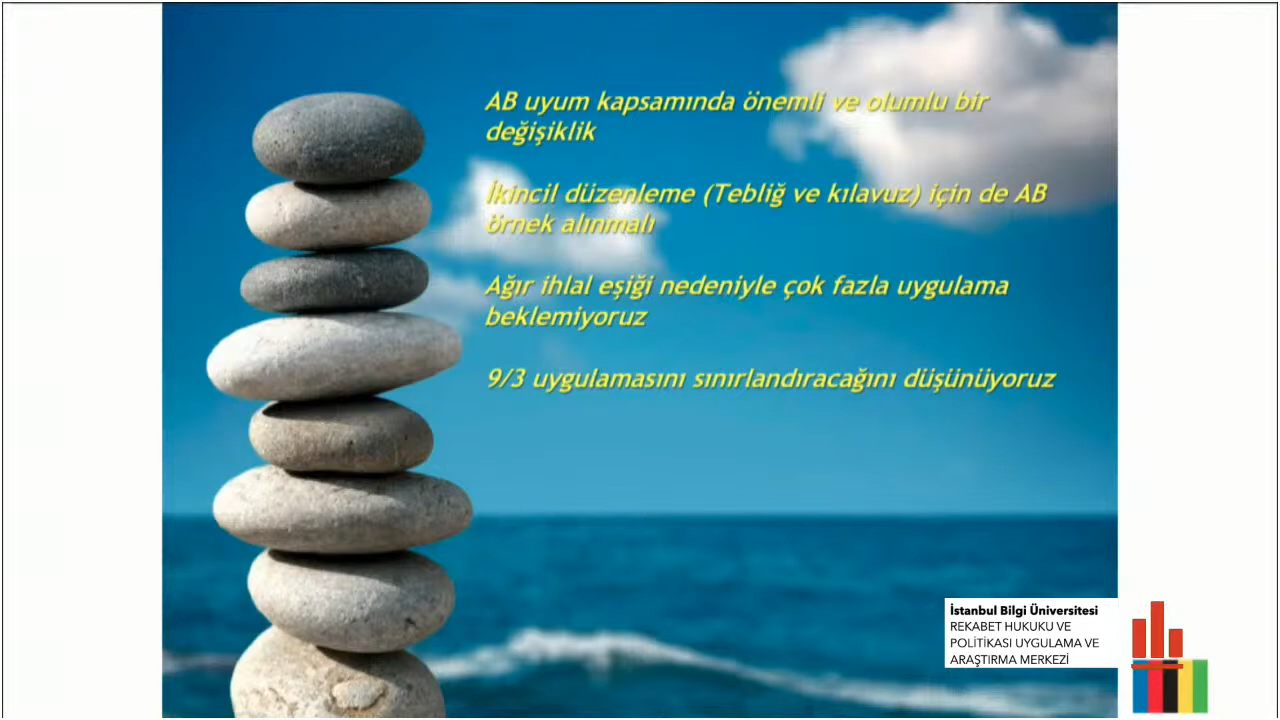 AB uyum kapsamında önemli ve olumlu bir
değişiklik
İkincil düzenleme (Tebliğ ve kılavuz) için de AB
örnek alınmalı
Ağır ihlal eşiği nedeniyle çok fazla uygulama
beklemiyoruz
9/3 uygulamasını sınırlandıracağını düşünüyoruz
İstanbul Bilgi Üniversitesi
REKABET HUKUKU VE
POLİTİKASI UYGULAMA VE
ARAŞTIRMA MERKEZİ